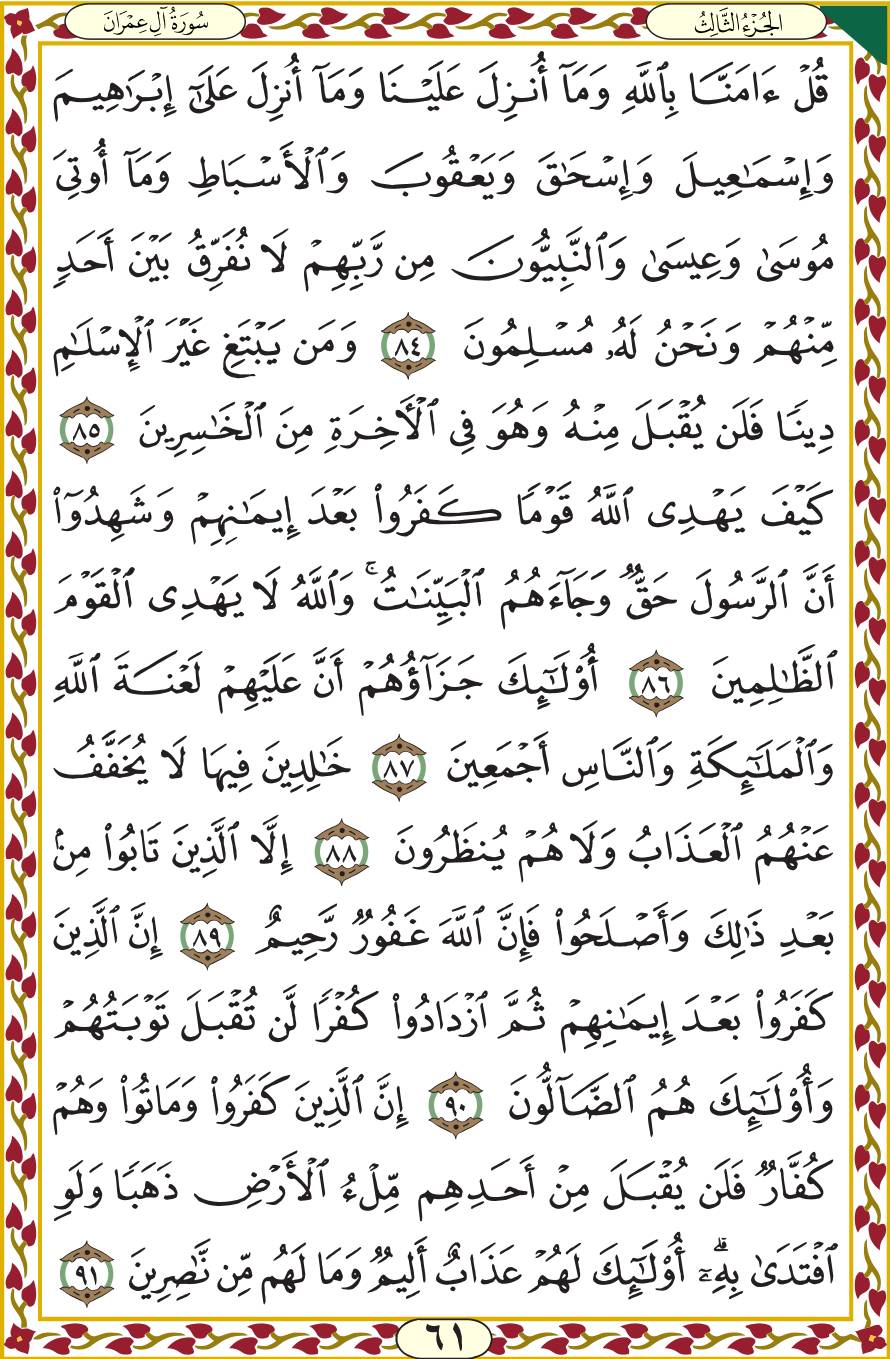 الجُزْءُ الثَّالِثُ
سُورَةُ آلِ عِمْرَانَ
قُلْ ءَامَنَّا بِٱللَّهِ وَمَآ أُنزِلَ عَلَيْنَا وَمَآ أُنزِلَ عَلَىٰٓ إِبْرَٰهِيمَ
وَإِسْمَٰعِيلَ وَإِسْحَٰقَ وَيَعْقُوبَ وَٱلْأَسْبَاطِ وَمَآ أُوتِىَ
مُوسَىٰ وَعِيسَىٰ وَٱلنَّبِيُّونَ مِن رَّبِّهِمْ لَا نُفَرِّقُ بَيْنَ أَحَدٍ
مِّنْهُمْ وَنَحْنُ لَهُۥ مُسْلِمُونَ ٨٤ وَمَن يَبْتَغِ غَيْرَ ٱلْإِسْلَٰمِ
دِينًا فَلَن يُقْبَلَ مِنْهُ وَهُوَ فِى ٱلْأَخِرَةِ مِنَ ٱلْخَٰسِرِينَ ٨٥
كَيْفَ يَهْدِى ٱللَّهُ قَوْمًا كَفَرُوا۟ بَعْدَ إِيمَٰنِهِمْ وَشَهِدُوٓا۟
أَنَّ ٱلرَّسُولَ حَقٌّ وَجَآءَهُمُ ٱلْبَيِّنَٰتُ ۚ وَٱللَّهُ لَا يَهْدِى ٱلْقَوْمَ
ٱلظَّٰلِمِينَ ٨٦ أُو۟لَٰٓئِكَ جَزَآؤُهُمْ أَنَّ عَلَيْهِمْ لَعْنَةَ ٱللَّهِ
وَٱلْمَلَٰٓئِكَةِ وَٱلنَّاسِ أَجْمَعِينَ ٨٧ خَٰلِدِينَ فِيهَا لَا يُخَفَّفُ
عَنْهُمُ ٱلْعَذَابُ وَلَا هُمْ يُنظَرُونَ ٨٨ إِلَّا ٱلَّذِينَ تَابُوا۟ مِنۢ
بَعْدِ ذَٰلِكَ وَأَصْلَحُوا۟ فَإِنَّ ٱللَّهَ غَفُورٌ رَّحِيمٌ ٨٩ إِنَّ ٱلَّذِينَ
كَفَرُوا۟ بَعْدَ إِيمَٰنِهِمْ ثُمَّ ٱزْدَادُوا۟ كُفْرًا لَّن تُقْبَلَ تَوْبَتُهُمْ
وَأُو۟لَٰٓئِكَ هُمُ ٱلضَّآلُّونَ ٩٠ إِنَّ ٱلَّذِينَ كَفَرُوا۟ وَمَاتُوا۟ وَهُمْ
كُفَّارٌ فَلَن يُقْبَلَ مِنْ أَحَدِهِم مِّلْءُ ٱلْأَرْضِ ذَهَبًا وَلَوِ
ٱفْتَدَىٰ بِهِۦٓ ۗ أُو۟لَٰٓئِكَ لَهُمْ عَذَابٌ أَلِيمٌ وَمَا لَهُم مِّن نَّٰصِرِينَ ٩١
٦١